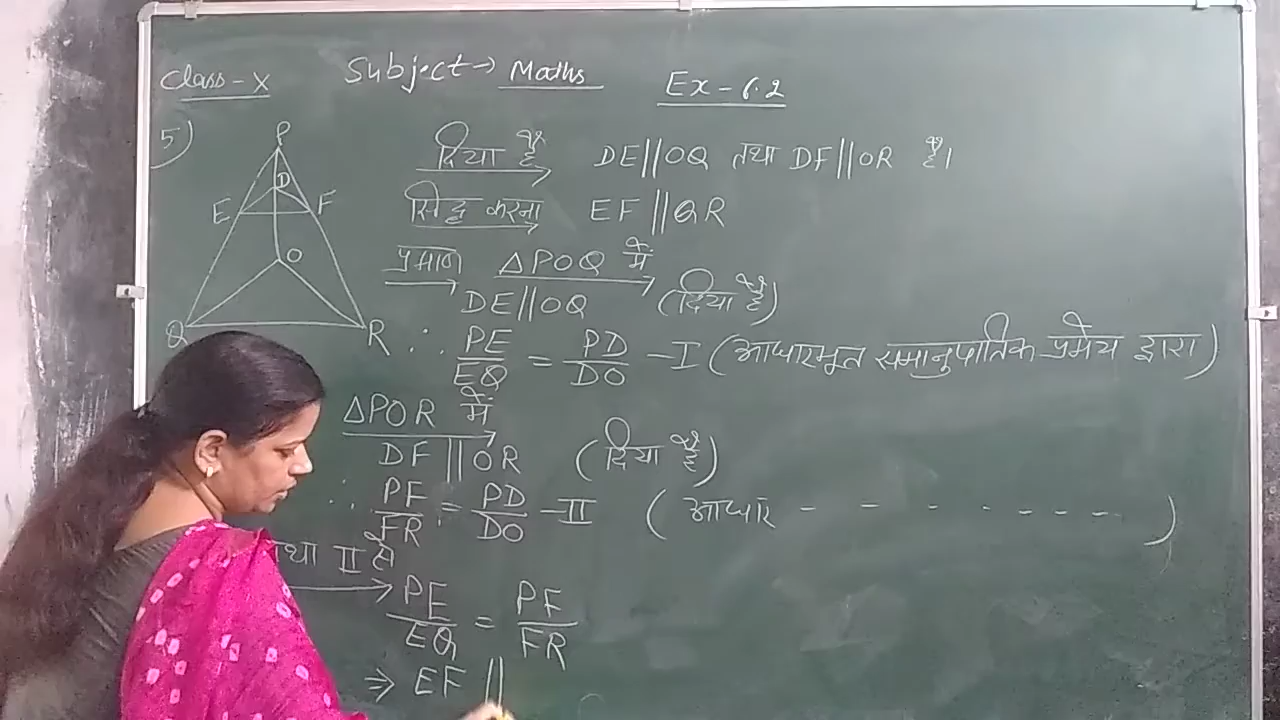 Class - X Subject → Maths Ex - 6.2
5)
P
D
E F
O
Q R
दिया है DE||OQ तथा DF||OR है।
सिद्ध करना EF||QR
प्रमाण △POQ में
DE||OQ (दिया है)
∴ PE/EQ = PD/DO - I (आधारभूत समानुपातिक प्रमेय द्वारा)
△POR में
DF||OR (दिया है)
∴ PF/FR = PD/DO - II (आधार - - - - - - -)
तथा II से
PE/EQ = PF/FR
⇒ EF ||